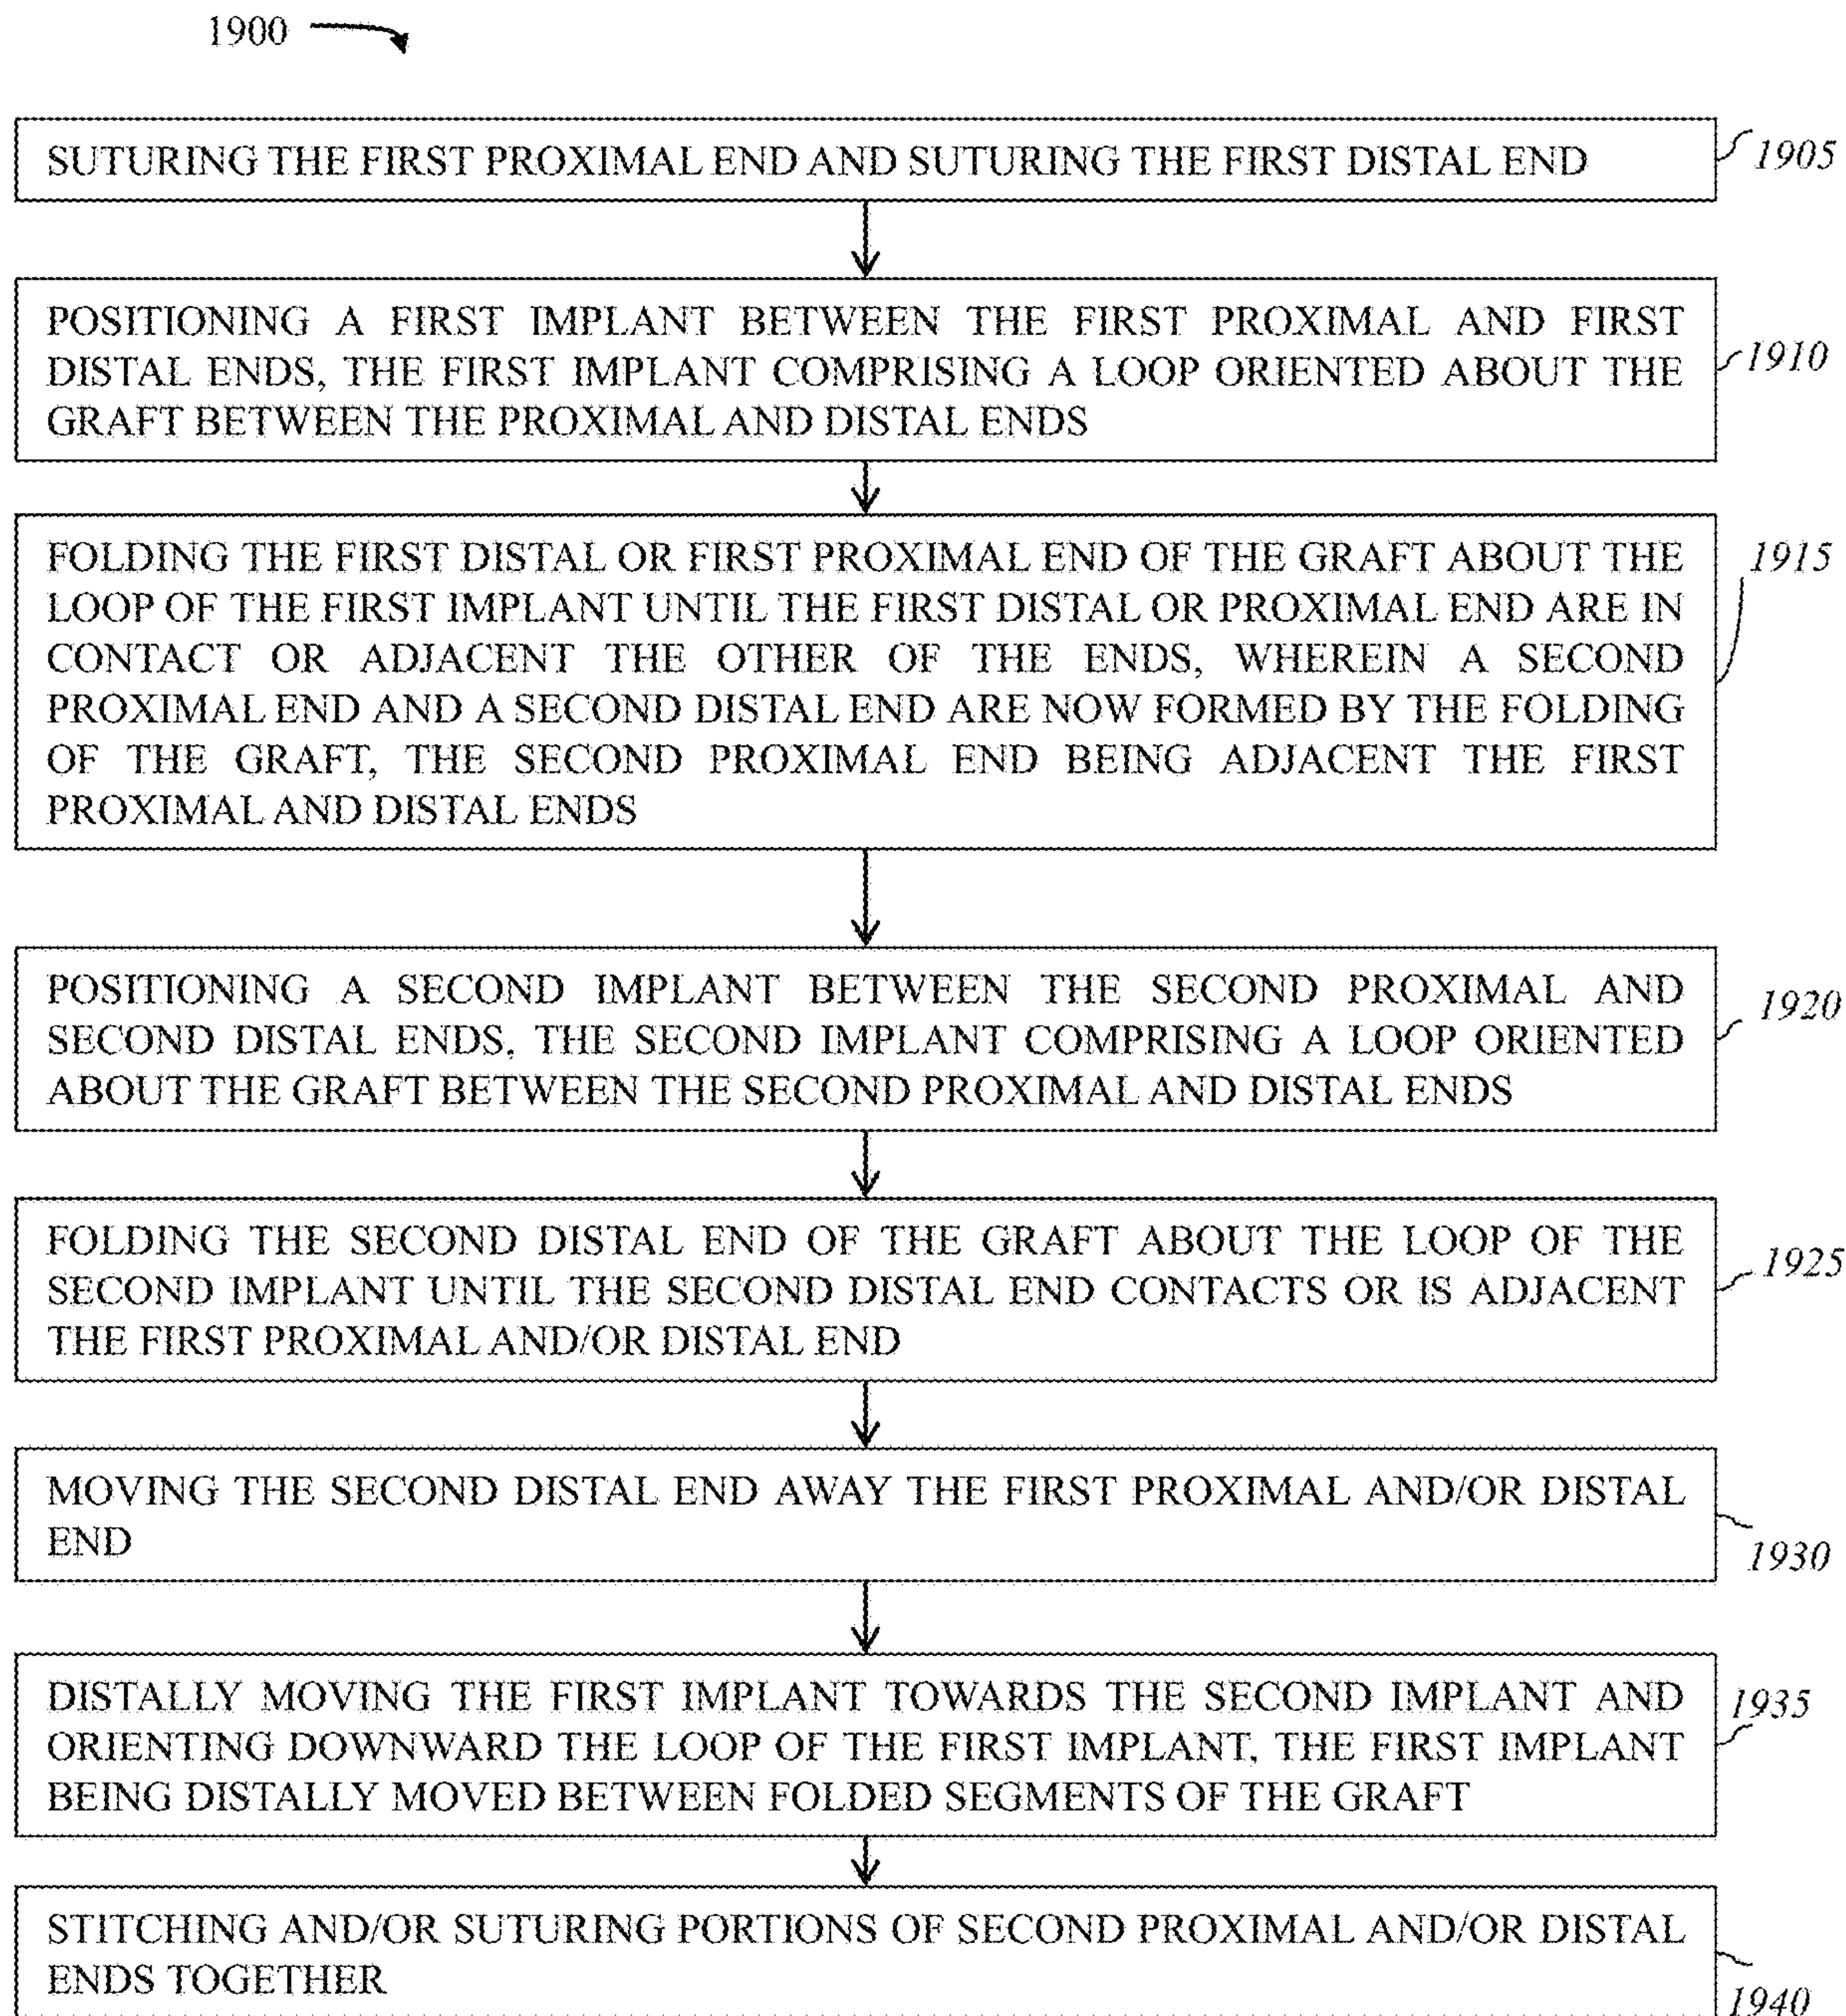 1900
SUTURING THE FIRST PROXIMAL END AND SUTURING THE FIRST DISTAL END
1905
POSITIONING A FIRST IMPLANT BETWEEN THE FIRST PROXIMAL AND FIRST
DISTAL ENDS, THE FIRST IMPLANT COMPRISING A LOOP ORIENTED ABOUT THE
GRAFT BETWEEN THE PROXIMAL AND DISTAL ENDS
1910
FOLDING THE FIRST DISTAL OR FIRST PROXIMAL END OF THE GRAFT ABOUT THE
LOOP OF THE FIRST IMPLANT UNTIL THE FIRST DISTAL OR PROXIMAL END ARE IN
CONTACT OR ADJACENT THE OTHER OF THE ENDS, WHEREIN A SECOND
PROXIMAL END AND A SECOND DISTAL END ARE NOW FORMED BY THE FOLDING
OF THE GRAFT, THE SECOND PROXIMAL END BEING ADJACENT THE FIRST
PROXIMAL AND DISTAL ENDS
1915
POSITIONING A SECOND IMPLANT BETWEEN THE SECOND PROXIMAL AND
SECOND DISTAL ENDS, THE SECOND IMPLANT COMPRISING A LOOP ORIENTED
ABOUT THE GRAFT BETWEEN THE SECOND PROXIMAL AND DISTAL ENDS
1920
FOLDING THE SECOND DISTAL END OF THE GRAFT ABOUT THE LOOP OF THE
SECOND IMPLANT UNTIL THE SECOND DISTAL END CONTACTS OR IS ADJACENT
THE FIRST PROXIMAL AND/OR DISTAL END
1925
MOVING THE SECOND DISTAL END AWAY THE FIRST PROXIMAL AND/OR DISTAL
END
1930
DISTALLY MOVING THE FIRST IMPLANT TOWARDS THE SECOND IMPLANT AND
ORIENTING DOWNWARD THE LOOP OF THE FIRST IMPLANT, THE FIRST IMPLANT
BEING DISTALLY MOVED BETWEEN FOLDED SEGMENTS OF THE GRAFT
1935
STITCHING AND/OR SUTURING PORTIONS OF SECOND PROXIMAL AND/OR DISTAL
ENDS TOGETHER
1940